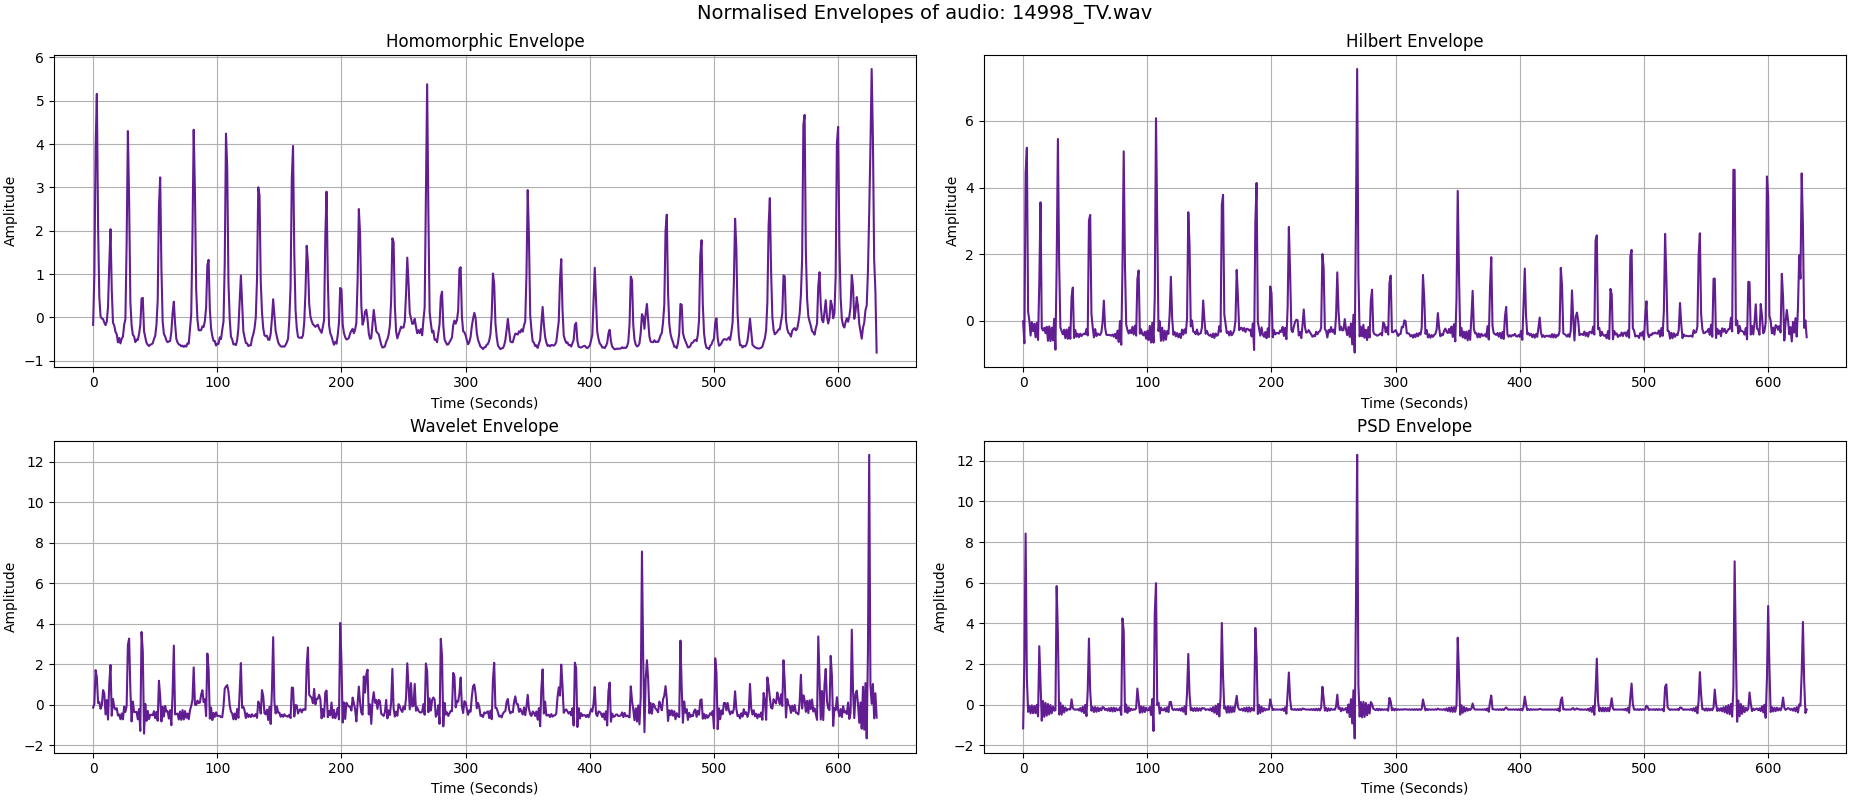 Normalised Envelopes of audio: 14998_TV.wav
Homomorphic Envelope
Amplitude
6
5
4
3
2
1
0
−1
0 100 200 300 400 500 600
Time (Seconds)
Hilbert Envelope
Amplitude
6
4
2
0
0 100 200 300 400 500 600
Time (Seconds)
Wavelet Envelope
Amplitude
12
10
8
6
4
2
0
−2
0 100 200 300 400 500 600
Time (Seconds)
PSD Envelope
Amplitude
12
10
8
6
4
2
0
−2
0 100 200 300 400 500 600
Time (Seconds)